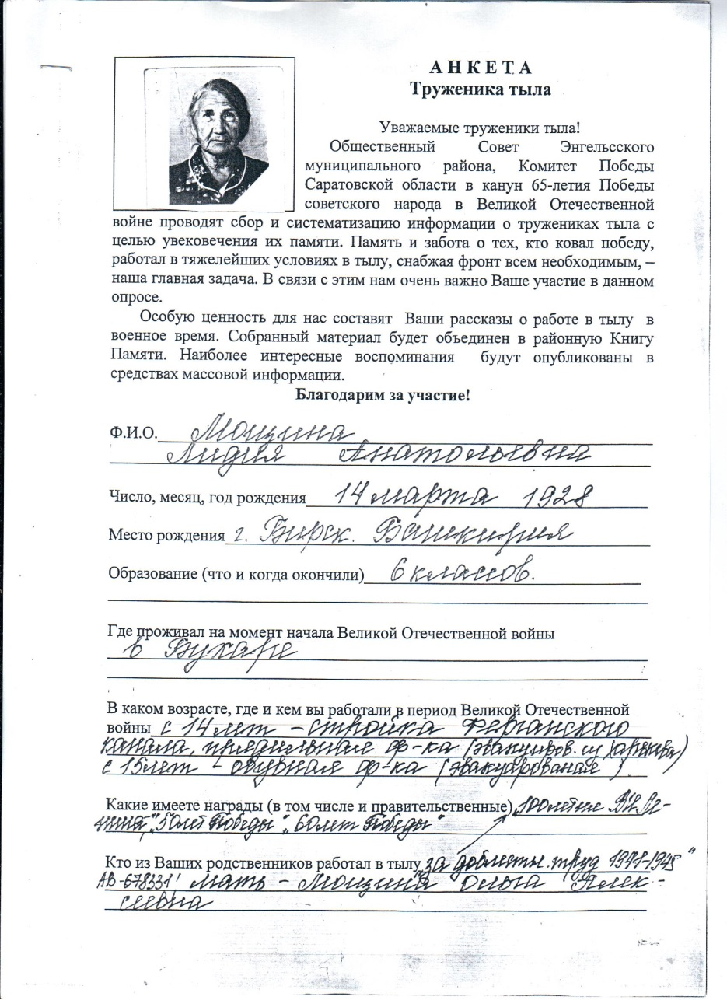 А Н К Е Т А
Труженика тыла
Уважаемые труженики тыла!
Общественный Совет Энгельсского
муниципального района, Комитет Победы
Саратовской области в канун 65-летия Победы
советского народа в Великой Отечественной
войне проводят сбор и систематизацию информации о тружениках тыла с
целью увековечения их памяти. Память и забота о тех, кто ковал победу,
работал в тяжелейших условиях в тылу, снабжая фронт всем необходимым, –
наша главная задача. В связи с этим нам очень важно Ваше участие в данном
опросе.
Особую ценность для нас составят Ваши рассказы о работе в тылу в
военное время. Собранный материал будет объединен в районную Книгу
Памяти. Наиболее интересные воспоминания будут опубликованы в
средствах массовой информации.
Благодарим за участие!
Ф.И.О. Мощина
Лидия Анатольевна
Число, месяц, год рождения 14 марта 1928
Место рождения г. Бирск. Башкирия
Образование (что и когда окончили) 6 классов.
Где проживал на момент начала Великой Отечественной войны
в Бухаре
В каком возрасте, где и кем вы работали в период Великой Отечественной
войны с 14 лет – стройка Ферганского
канала, прядильная ф-ка (эвакуиров. из Харькова)
с 15 лет – обувная ф-ка (эвакуированая).
Какие имеете награды (в том числе и правительственные) „100летия В.И. Ле-
нина", „50 лет Победы", „60 лет Победы"
Кто из Ваших родственников работал в тылу „за доблестн. труд 1941-1945"
АВ-678331 мать – Мощина Ольга Алек-
сеевна